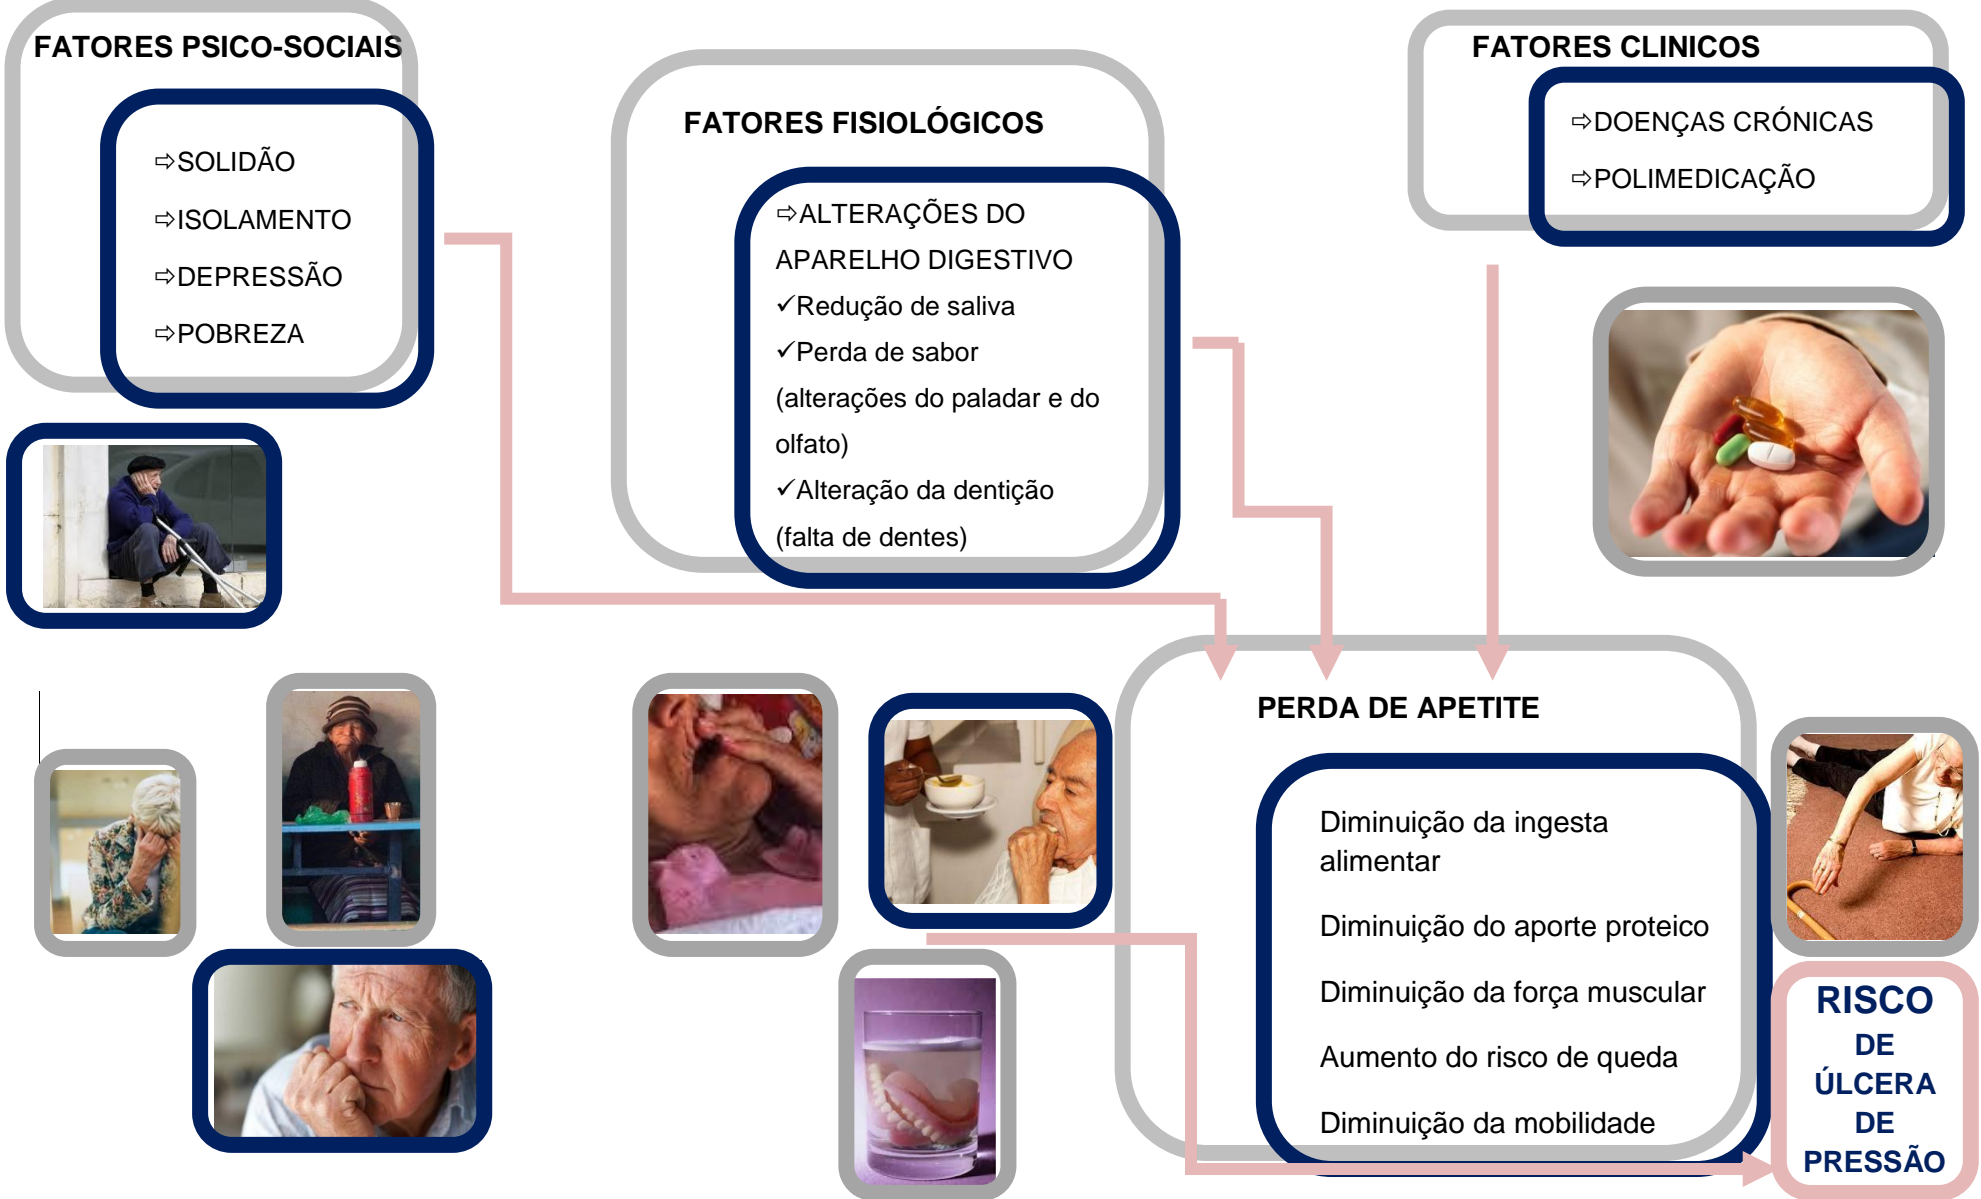 FATORES PSICO-SOCIAIS
⇨SOLIDÃO
⇨ISOLAMENTO
⇨DEPRESSÃO
⇨POBREZA
FATORES FISIOLÓGICOS
⇨ALTERAÇÕES DO
APARELHO DIGESTIVO
✓Redução de saliva
✓Perda de sabor
(alterações do paladar e do
olfato)
✓Alteração da dentição
(falta de dentes)
FATORES CLINICOS
⇨DOENÇAS CRÓNICAS
⇨POLIMEDICAÇÃO
PERDA DE APETITE
Diminuição da ingesta
alimentar
Diminuição do aporte proteico
Diminuição da força muscular
Aumento do risco de queda
Diminuição da mobilidade
RISCO
DE
ÚLCERA
DE
PRESSÃO